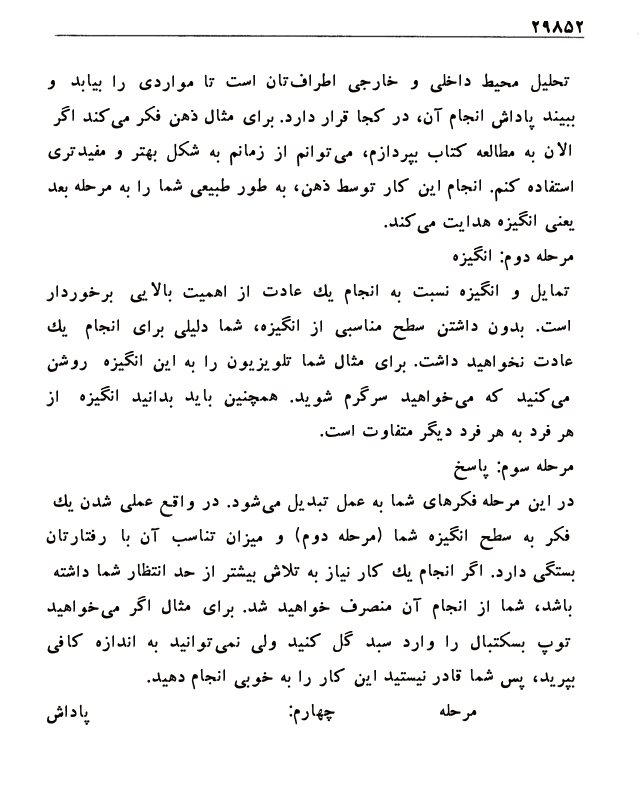 ۲۹۸۵۲
تحلیل محیط داخلی و خارجی اطراف‌تان است تا مواردی را بیابد و
ببیند پاداش انجام آن، در کجا قرار دارد. برای مثال ذهن فکر می‌کند اگر
الان به مطالعه کتاب بپردازم، می‌توانم از زمانم به شکل بهتر و مفیدتری
استفاده کنم. انجام این کار توسط ذهن، به طور طبیعی شما را به مرحله بعد
یعنی انگیزه هدایت می‌کند.
مرحله دوم: انگیزه
تمایل و انگیزه نسبت به انجام یك عادت از اهمیت بالایی برخوردار
است. بدون داشتن سطح مناسبی از انگیزه، شما دلیلی برای انجام یك
عادت نخواهید داشت. برای مثال شما تلویزیون را به این انگیزه روشن
می‌کنید که می‌خواهید سرگرم شوید. همچنین باید بدانید انگیزه از
هر فرد به هر فرد دیگر متفاوت است.
مرحله سوم: پاسخ
در این مرحله فکرهای شما به عمل تبدیل می‌شود. در واقع عملی شدن یك
فکر به سطح انگیزه شما (مرحله دوم) و میزان تناسب آن با رفتارتان
بستگی دارد. اگر انجام یك کار نیاز به تلاش بیشتر از حد انتظار شما داشته
باشد، شما از انجام آن منصرف خواهید شد. برای مثال اگر می‌خواهید
توپ بسکتبال را وارد سبد گل کنید ولی نمی‌توانید به اندازه کافی
بپرید، پس شما قادر نیستید این کار را به خوبی انجام دهید.
مرحله چهارم: پاداش